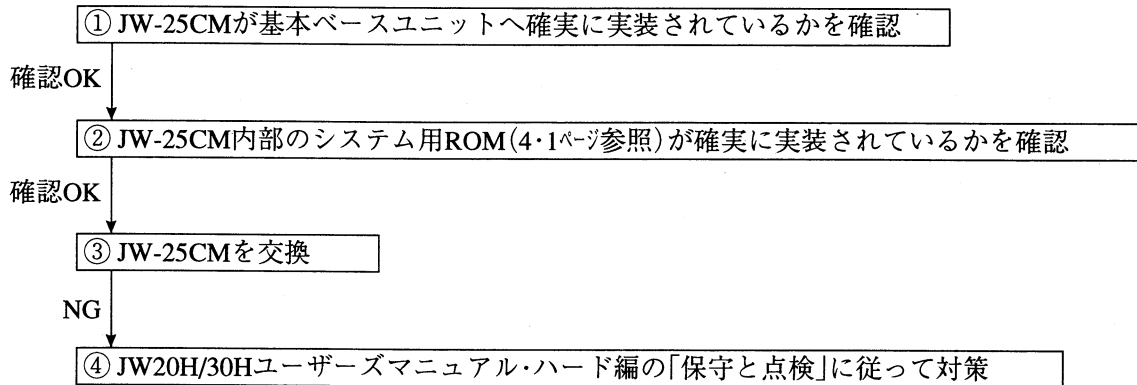 ① JW-25CMが基本ベースユニットへ確実に実装されているかを確認
確認OK
② JW-25CM内部のシステム用ROM(4・1ページ参照)が確実に実装されているかを確認
確認OK
③ JW-25CMを交換
NG
④ JW20H/30Hユーザーズマニュアル・ハード編の「保守と点検」に従って対策